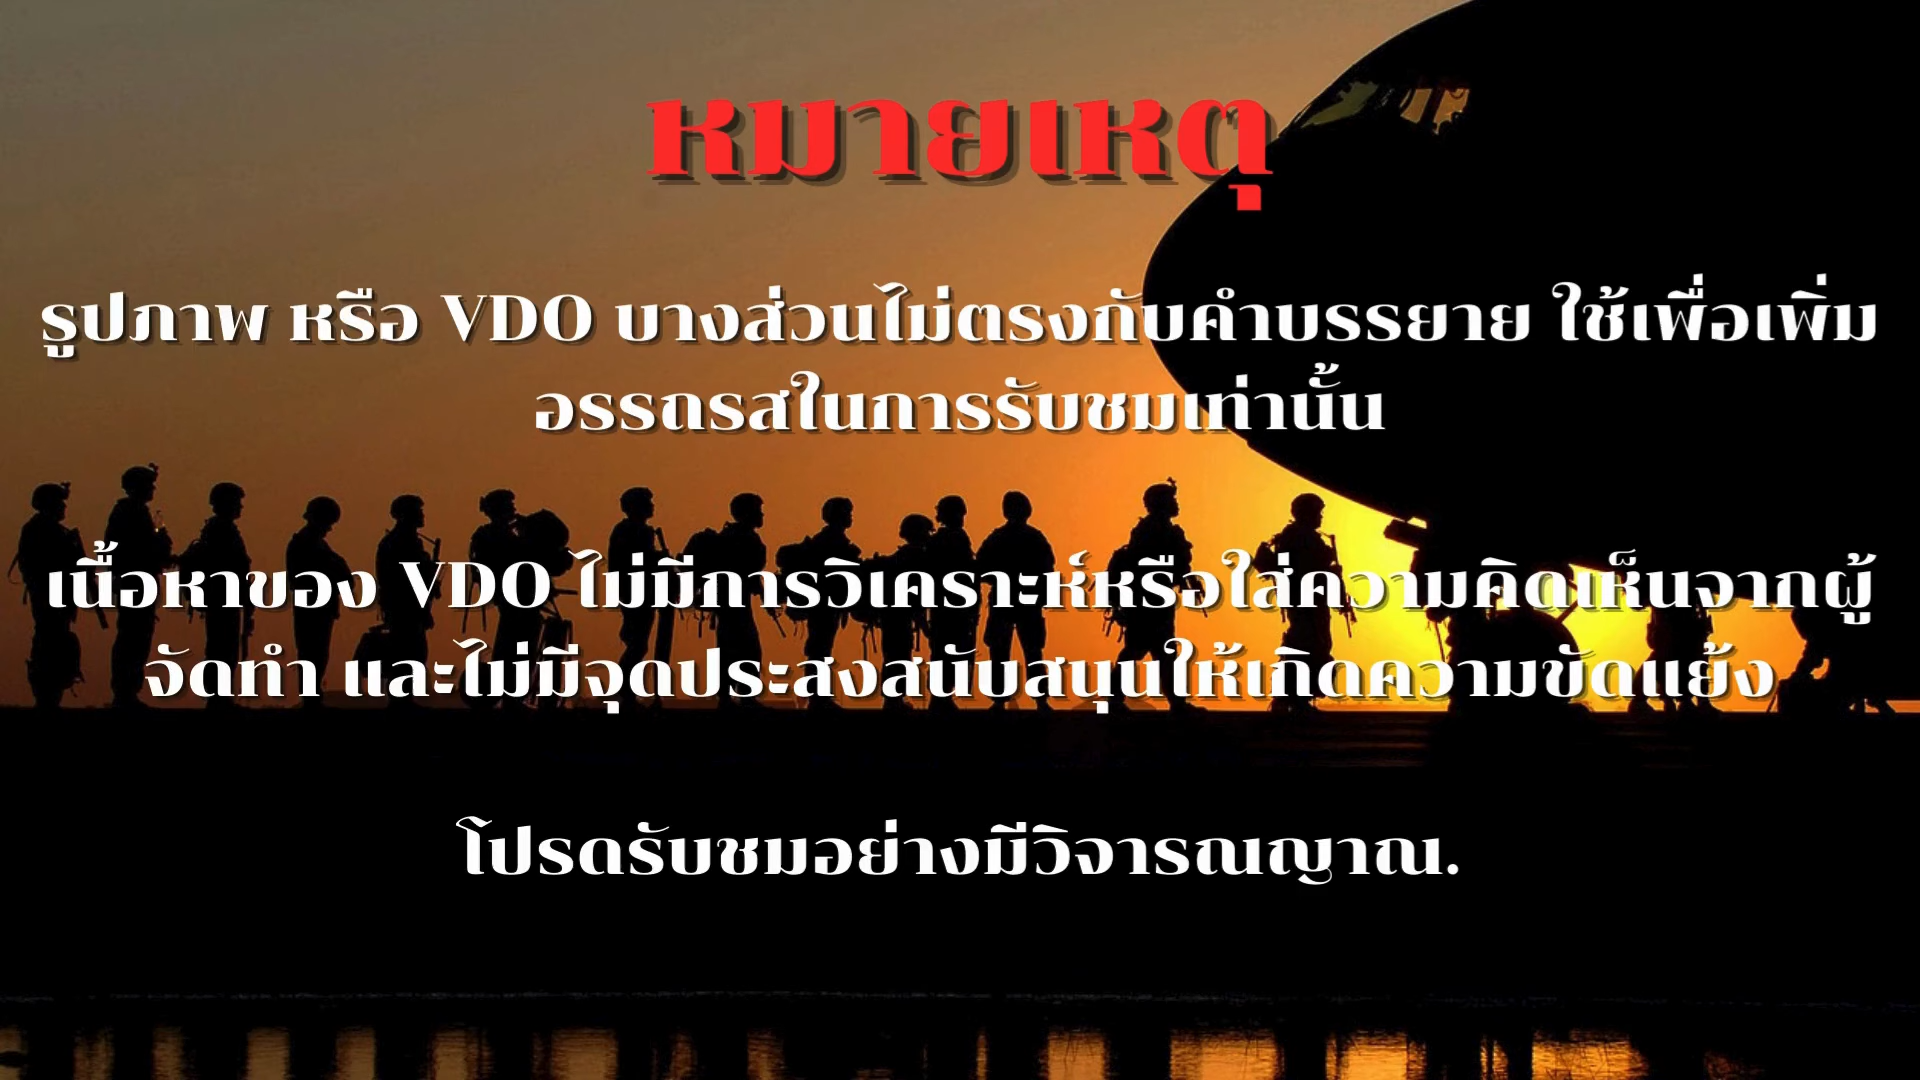 หมายเหตุ
รูปภาพ หรือ VDO บางส่วนไม่ตรงกับคำบรรยาย ใช้เพื่อเพิ่ม
อรรถรสในการรับชมเท่านั้น
เนื้อหาของ VDO ไม่มีการวิเคราะห์หรือใส่ความคิดเห็นจากผู้
จัดทำ และไม่มีจุดประสงสนับสนุนให้เกิดความขัดแย้ง
โปรดรับชมอย่างมีวิจารณญาณ.